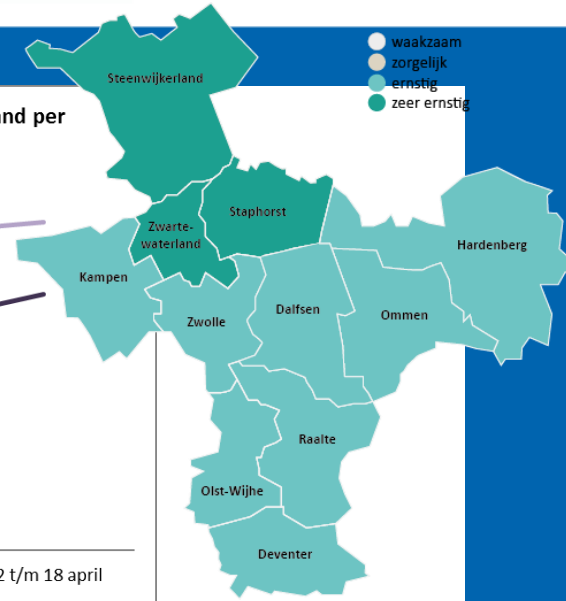 waakzaam
zorgelijk
ernstig
zeer ernstig
and per
Steenwijkerland
Staphorst
Zwarte-
waterland
Hardenberg
Kampen
Zwolle
Dalfsen
Ommen
Raalte
Olst-Wijhe
Deventer
2 t/m 18 april